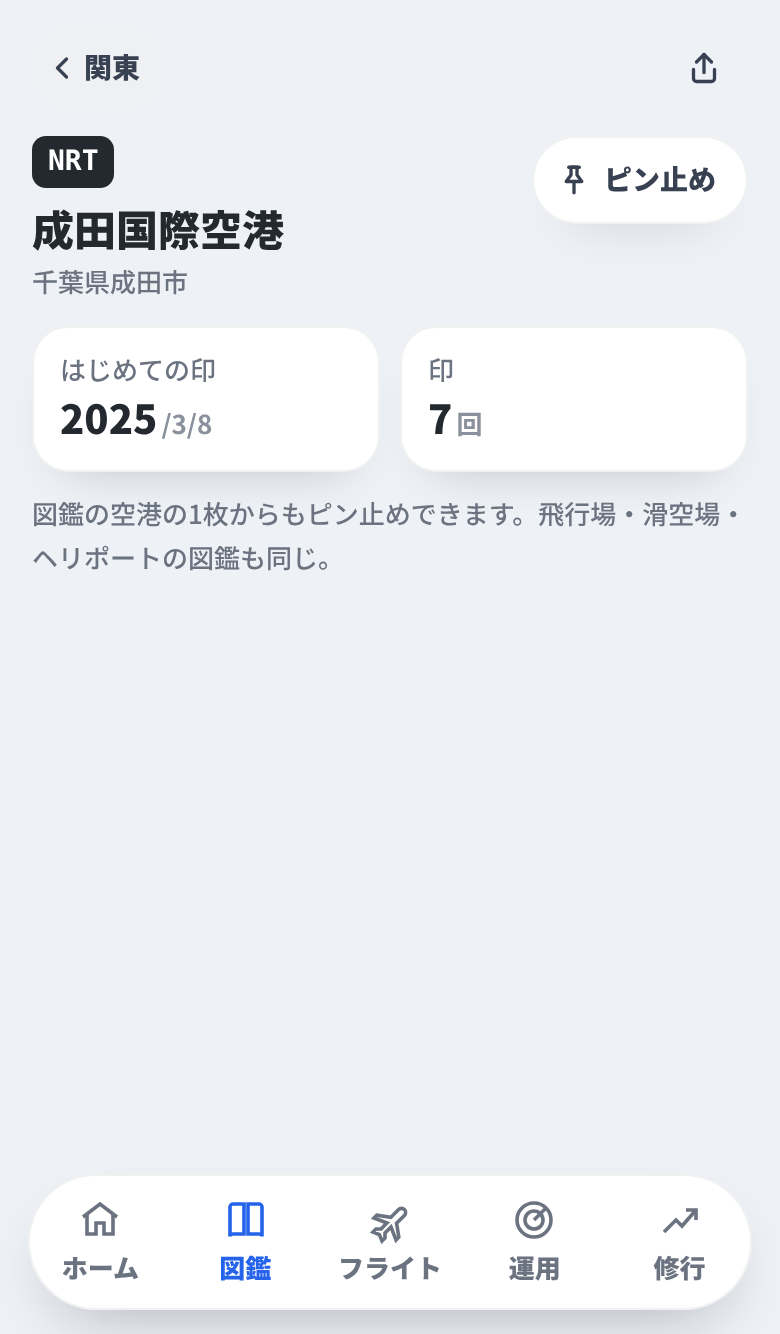 関東
NRT
ピン止め
成田国際空港
千葉県成田市
はじめての印
2025/3/8
印
7回
図鑑の空港の1枚からもピン止めできます。飛行場・滑空場・
ヘリポートの図鑑も同じ。
ホーム
図鑑
フライト
運用
修行